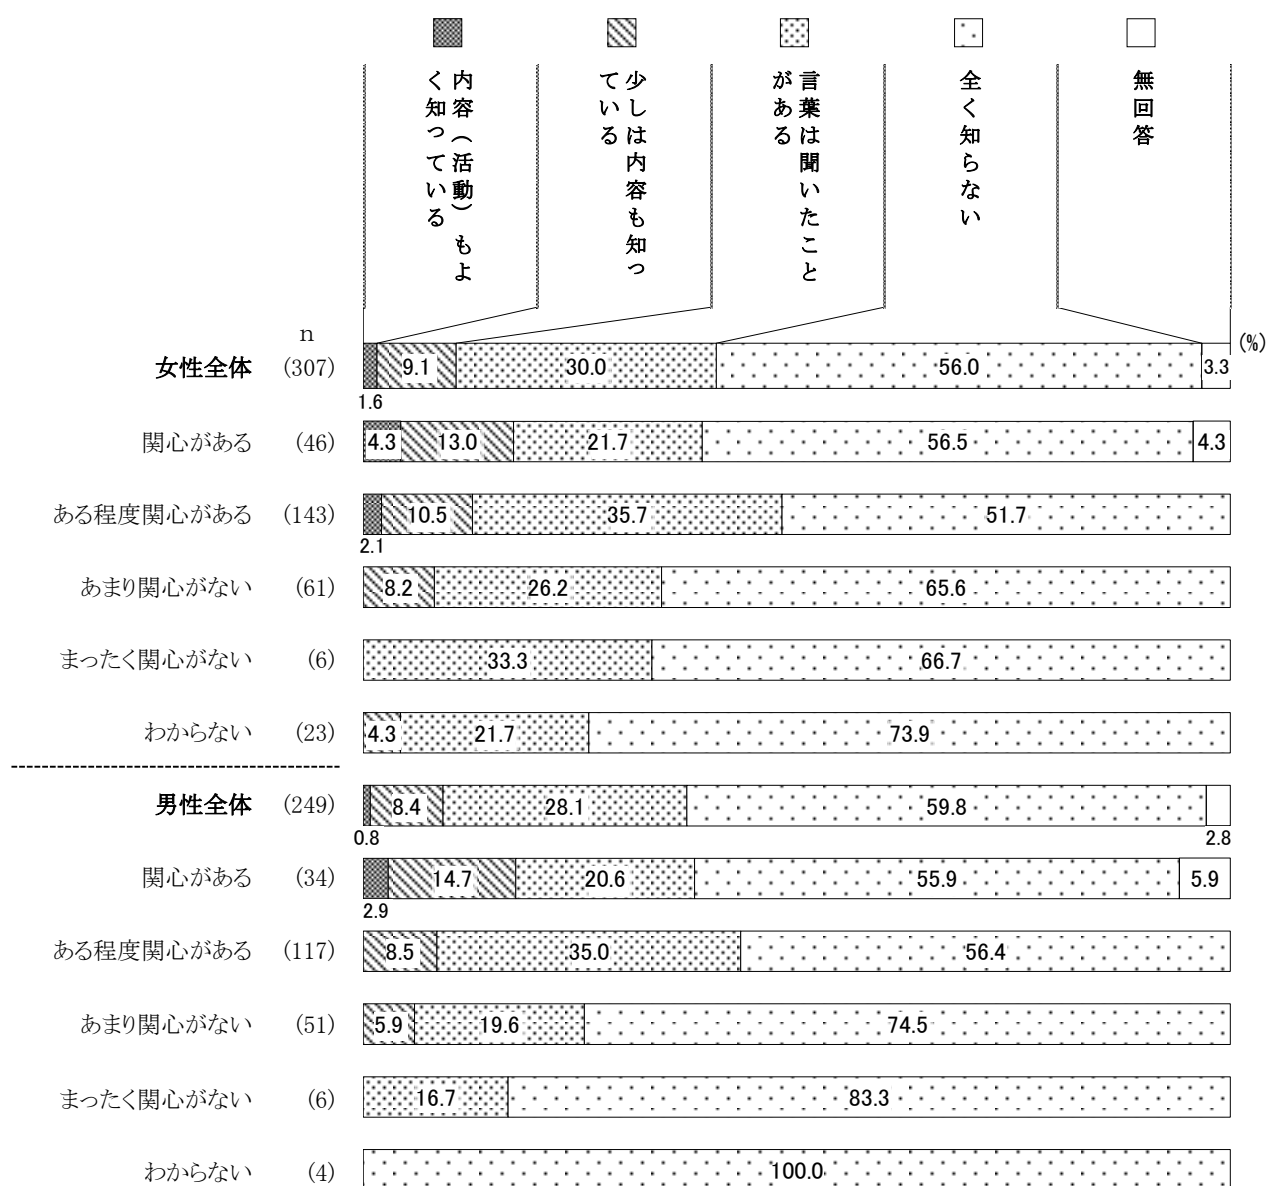 内容（活動）もよ
く知っている
少しは内容も知っ
ている
言葉は聞いたこと
がある
全く知らない
無回答
n
(%)
女性全体 (307) 9.1 30.0 56.0 3.3
1.6
関心がある (46) 4.3 13.0 21.7 56.5 4.3
ある程度関心がある (143) 10.5 35.7 51.7
2.1
あまり関心がない (61) 8.2 26.2 65.6
まったく関心がない (6) 33.3 66.7
わからない (23) 4.3 21.7 73.9
男性全体 (249) 8.4 28.1 59.8
0.8 2.8
関心がある (34) 14.7 20.6 55.9 5.9
2.9
ある程度関心がある (117) 8.5 35.0 56.4
あまり関心がない (51) 5.9 19.6 74.5
まったく関心がない (6) 16.7 83.3
わからない (4) 100.0